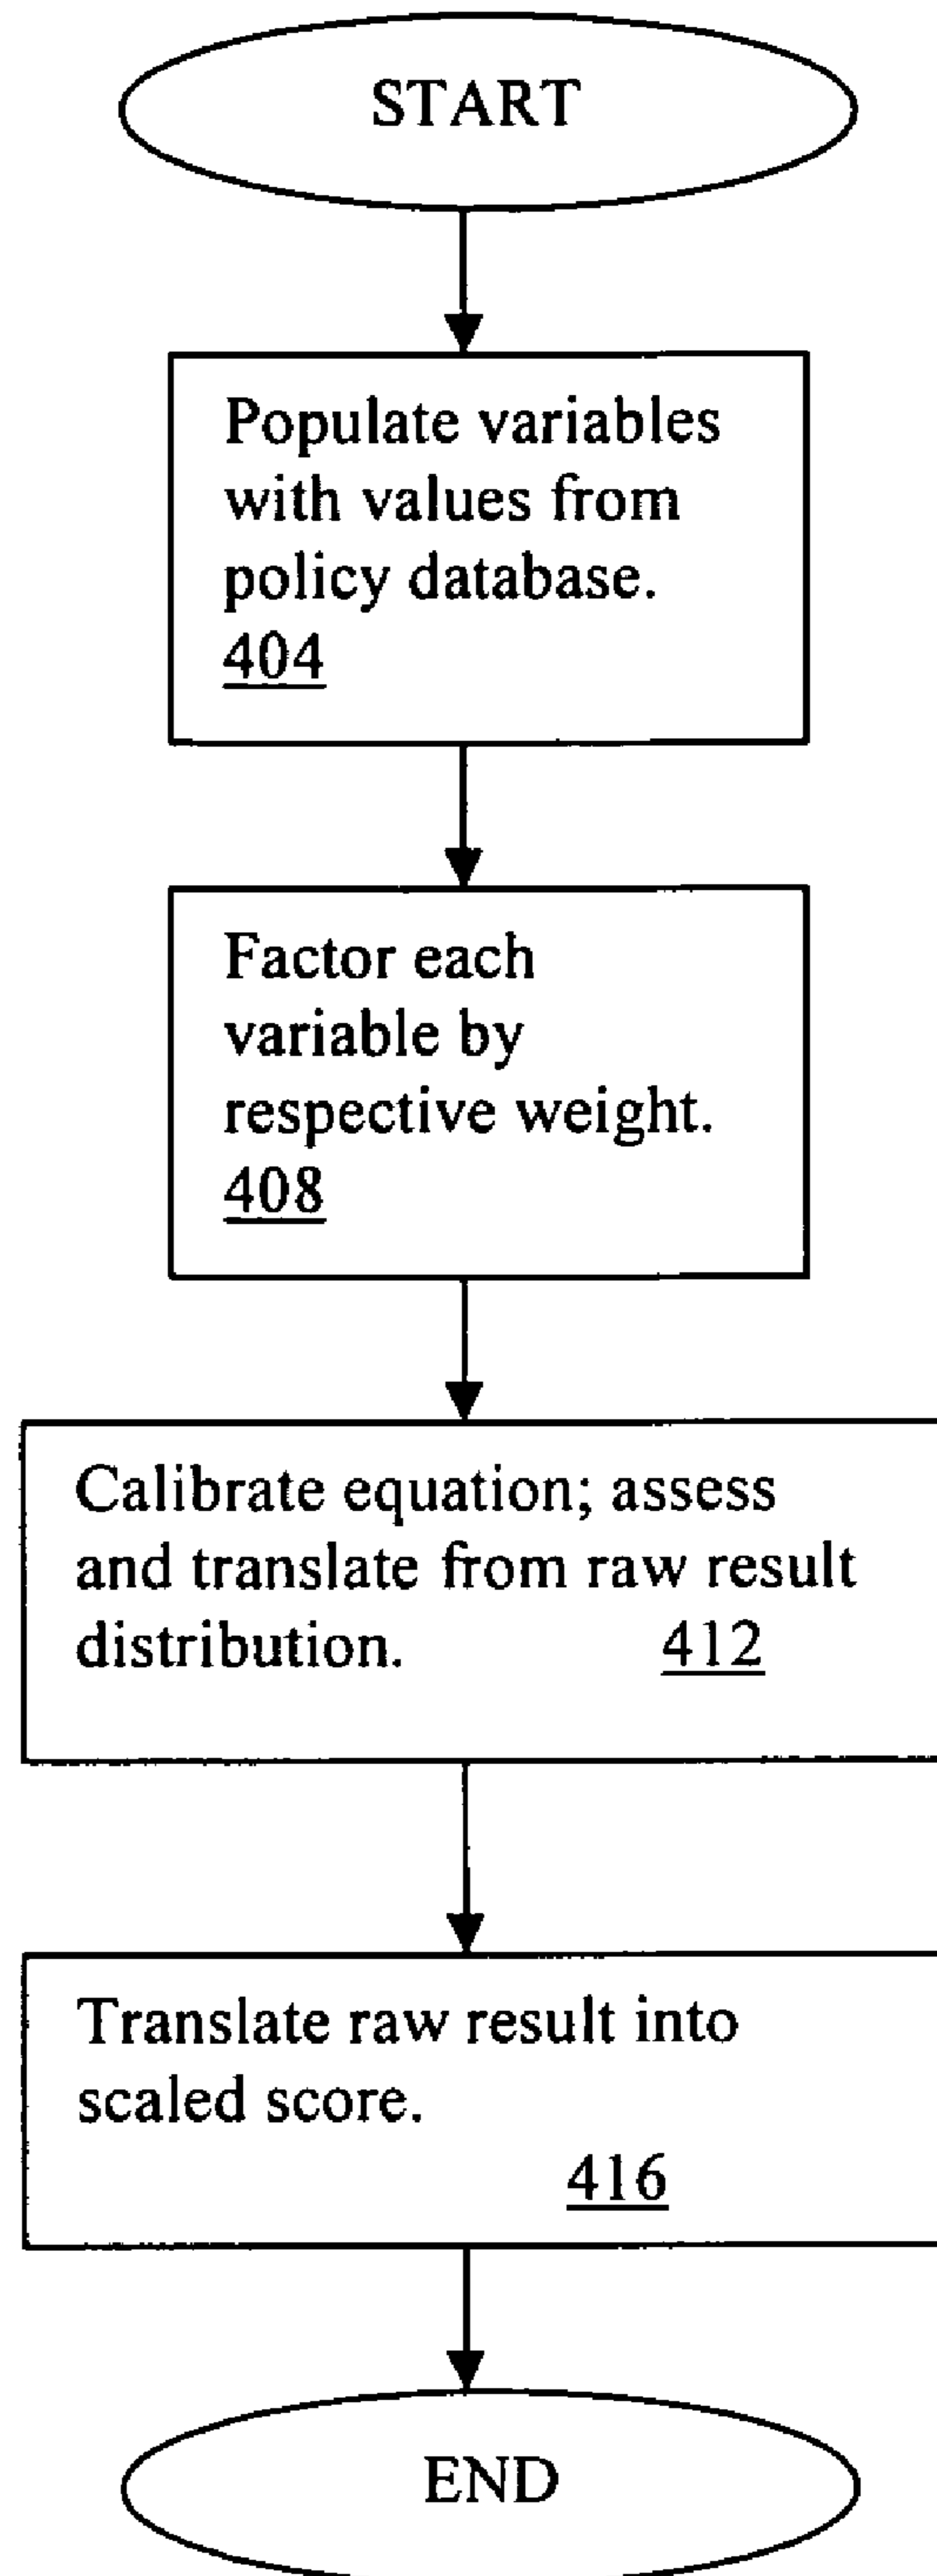 START
Populate variables
with values from
policy database.
404
Factor each
variable by
respective weight.
408
Calibrate equation; assess
and translate from raw result
distribution. 412
Translate raw result into
scaled score.
416
END